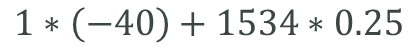 1 ∗ (−40) + 1534 ∗ 0.25